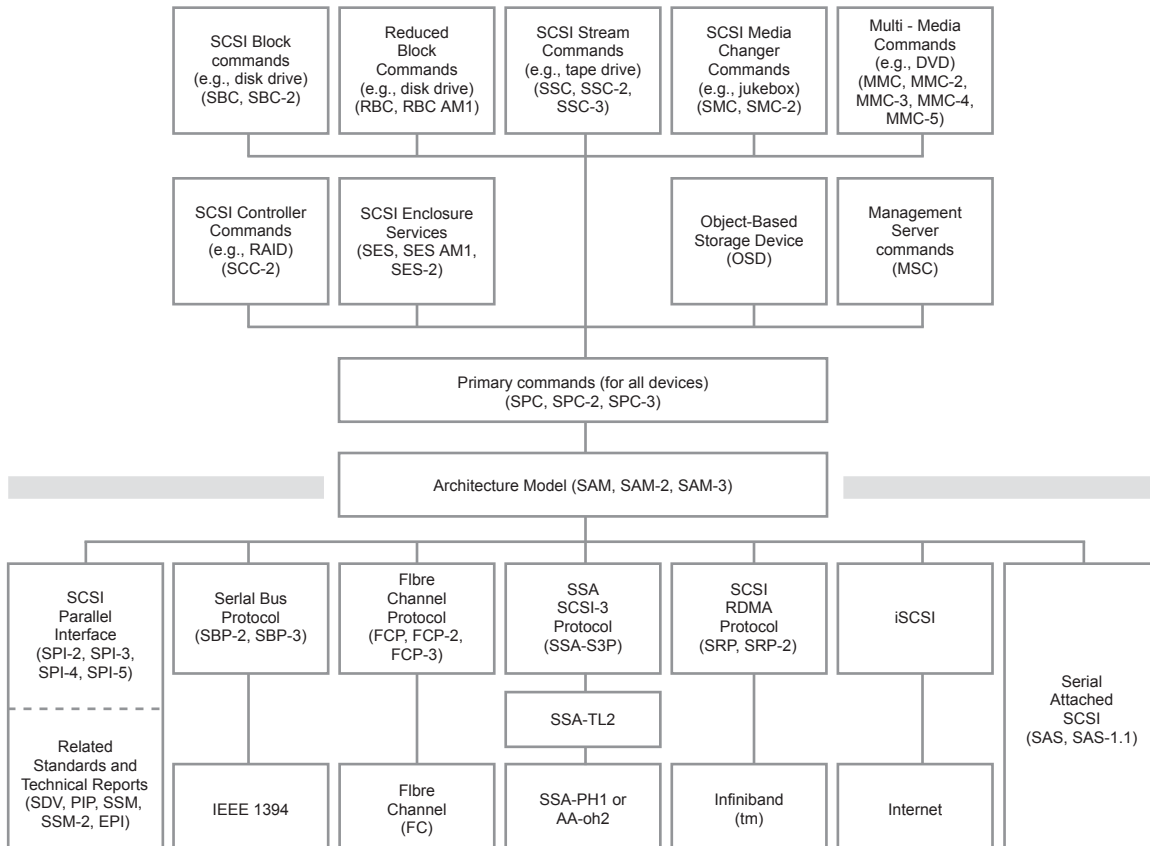 SCSI Block
commands
(e.g., disk drive)
(SBC, SBC-2)
Reduced
Block
Commands
(e.g., disk drive)
(RBC, RBC AM1)
SCSI Stream
Commands
(e.g., tape drive)
(SSC, SSC-2,
SSC-3)
SCSI Media
Changer
Commands
(e.g., jukebox)
(SMC, SMC-2)
Multi - Media
Commands
(e.g., DVD)
(MMC, MMC-2,
MMC-3, MMC-4,
MMC-5)
SCSI Controller
Commands
(e.g., RAID)
(SCC-2)
SCSI Enclosure
Services
(SES, SES AM1,
SES-2)
Object-Based
Storage Device
(OSD)
Management
Server
commands
(MSC)
Primary commands (for all devices)
(SPC, SPC-2, SPC-3)
Architecture Model (SAM, SAM-2, SAM-3)
SCSI
Parallel
Interface
(SPI-2, SPI-3,
SPI-4, SPI-5)
Related
Standards and
Technical Reports
(SDV, PIP, SSM,
SSM-2, EPI)
Serlal Bus
Protocol
(SBP-2, SBP-3)
IEEE 1394
Flbre
Channel
Protocol
(FCP, FCP-2,
FCP-3)
Flbre
Channel
(FC)
SSA
SCSI-3
Protocol
(SSA-S3P)
SSA-TL2
SSA-PH1 or
AA-oh2
SCSI
RDMA
Protocol
(SRP, SRP-2)
Infiniband
(tm)
iSCSI
Internet
Serial
Attached
SCSI
(SAS, SAS-1.1)